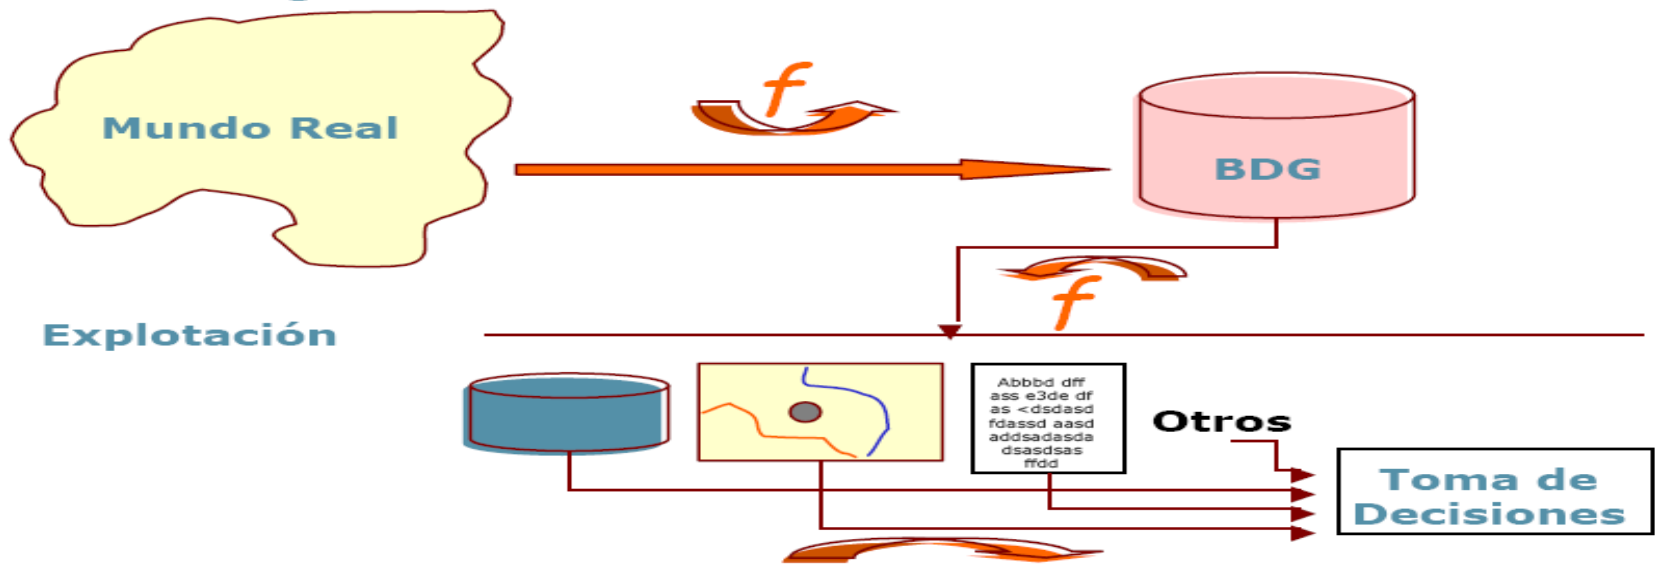 f
Mundo Real
BDG
f
Explotación
Abbbd dff
ass e3de df
as <dsdasd
fdassd aasd
addsadasda
dsasdsas
ffdd
Otros
Toma de
Decisiones